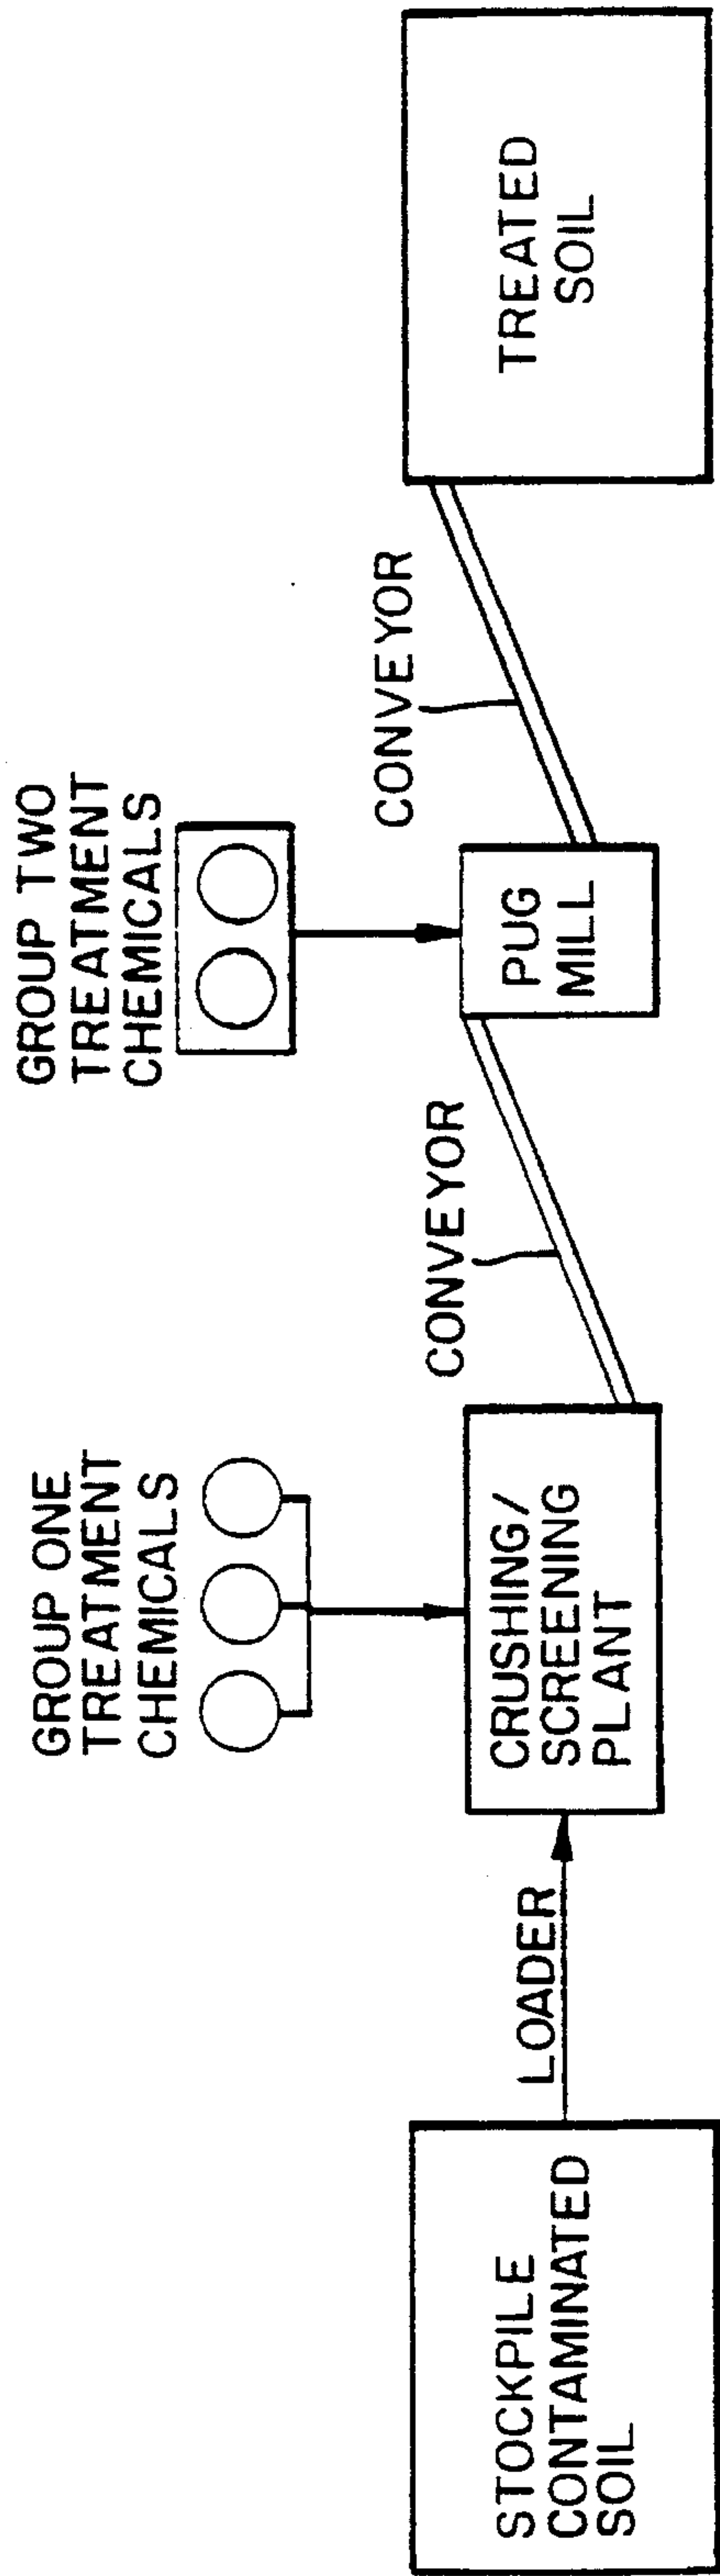 GROUP ONE
TREATMENT
CHEMICALS
GROUP TWO
TREATMENT
CHEMICALS
STOCKPILE
CONTAMINATED
SOIL
LOADER
CRUSHING/
SCREENING
PLANT
CONVEYOR
PUG
MILL
CONVEYOR
TREATED
SOIL